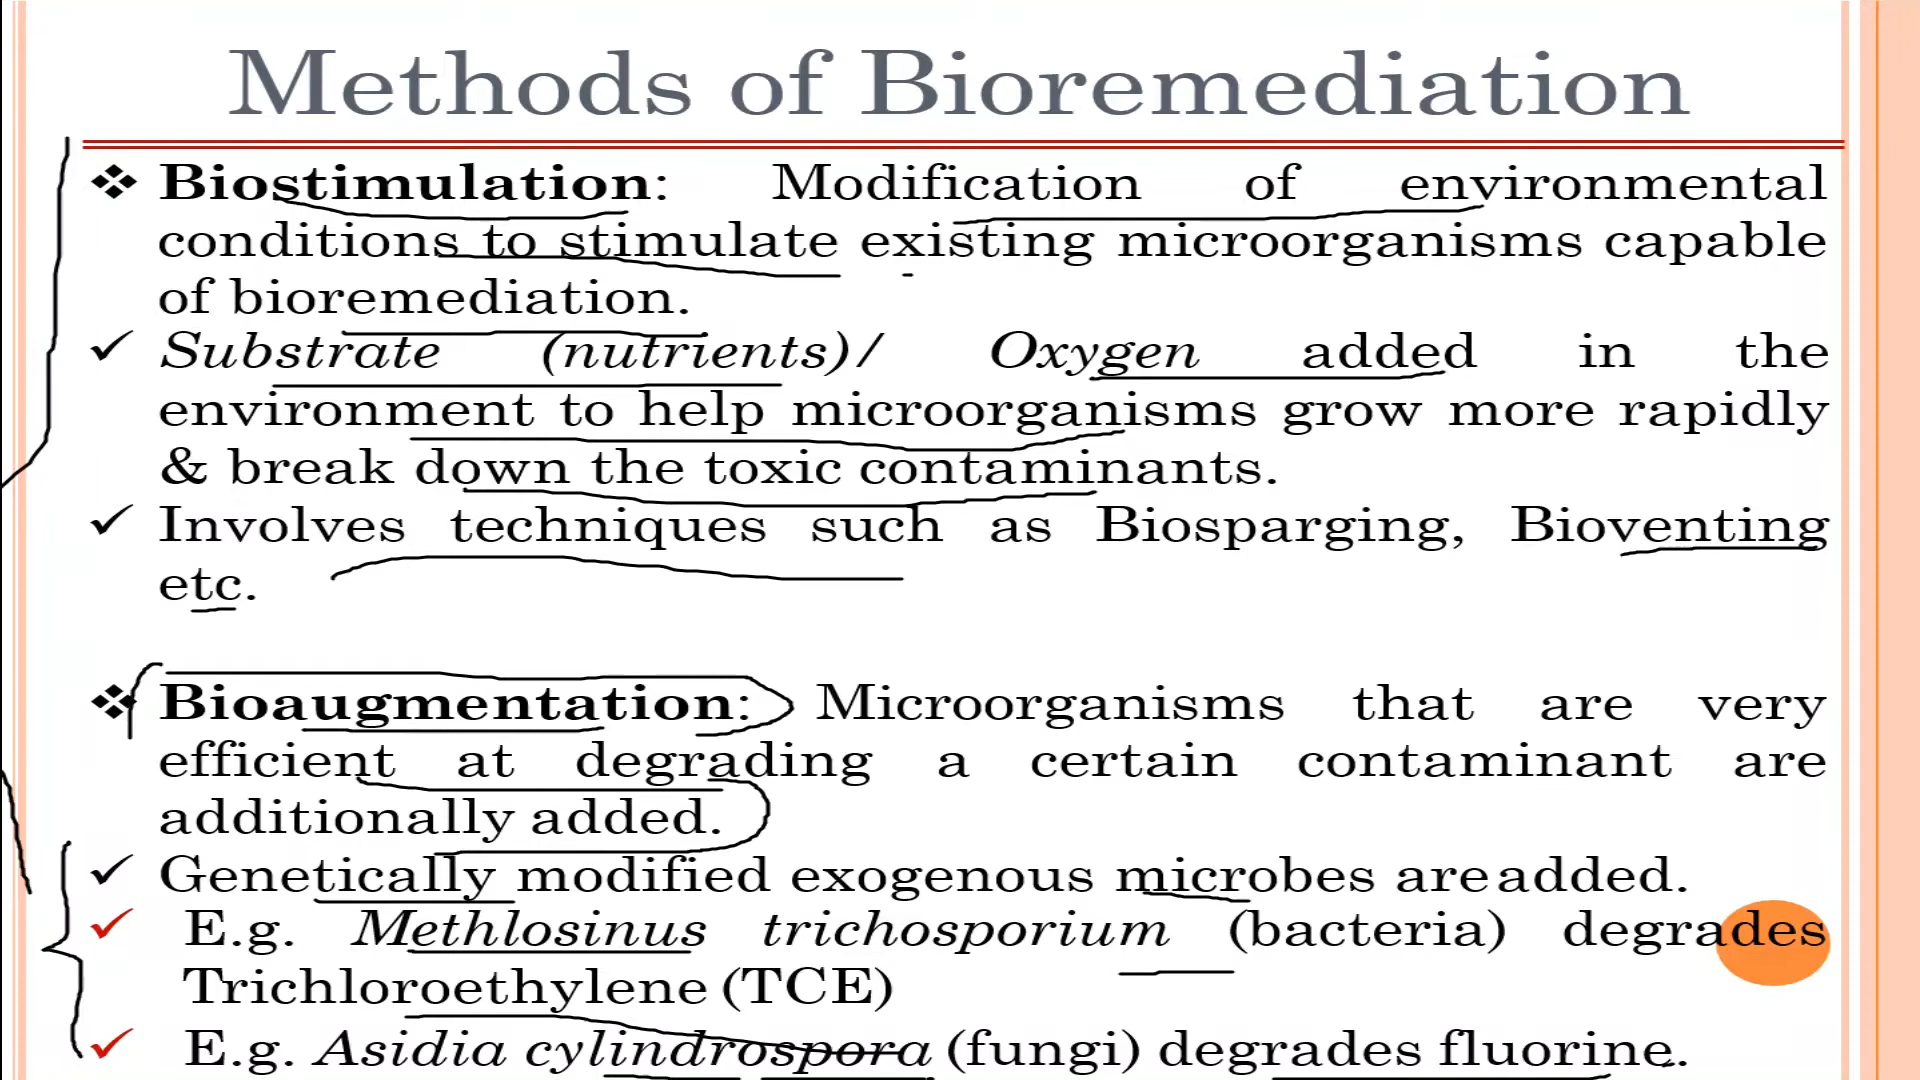 Methods of Bioremediation
❖ Biostimulation: Modification of environmental
conditions to stimulate existing microorganisms capable
of bioremediation.
✓ Substrate (nutrients)/ Oxygen added in the
environment to help microorganisms grow more rapidly
& break down the toxic contaminants.
✓ Involves techniques such as Biosparging, Bioventing
etc.
❖ Bioaugmentation: Microorganisms that are very
efficient at degrading a certain contaminant are
additionally added.
✓ Genetically modified exogenous microbes are added.
✓ E.g. Methlosinus trichosporium (bacteria) degrades
Trichloroethylene (TCE)
✓ E.g. Asidia cylindrospora (fungi) degrades fluorine.